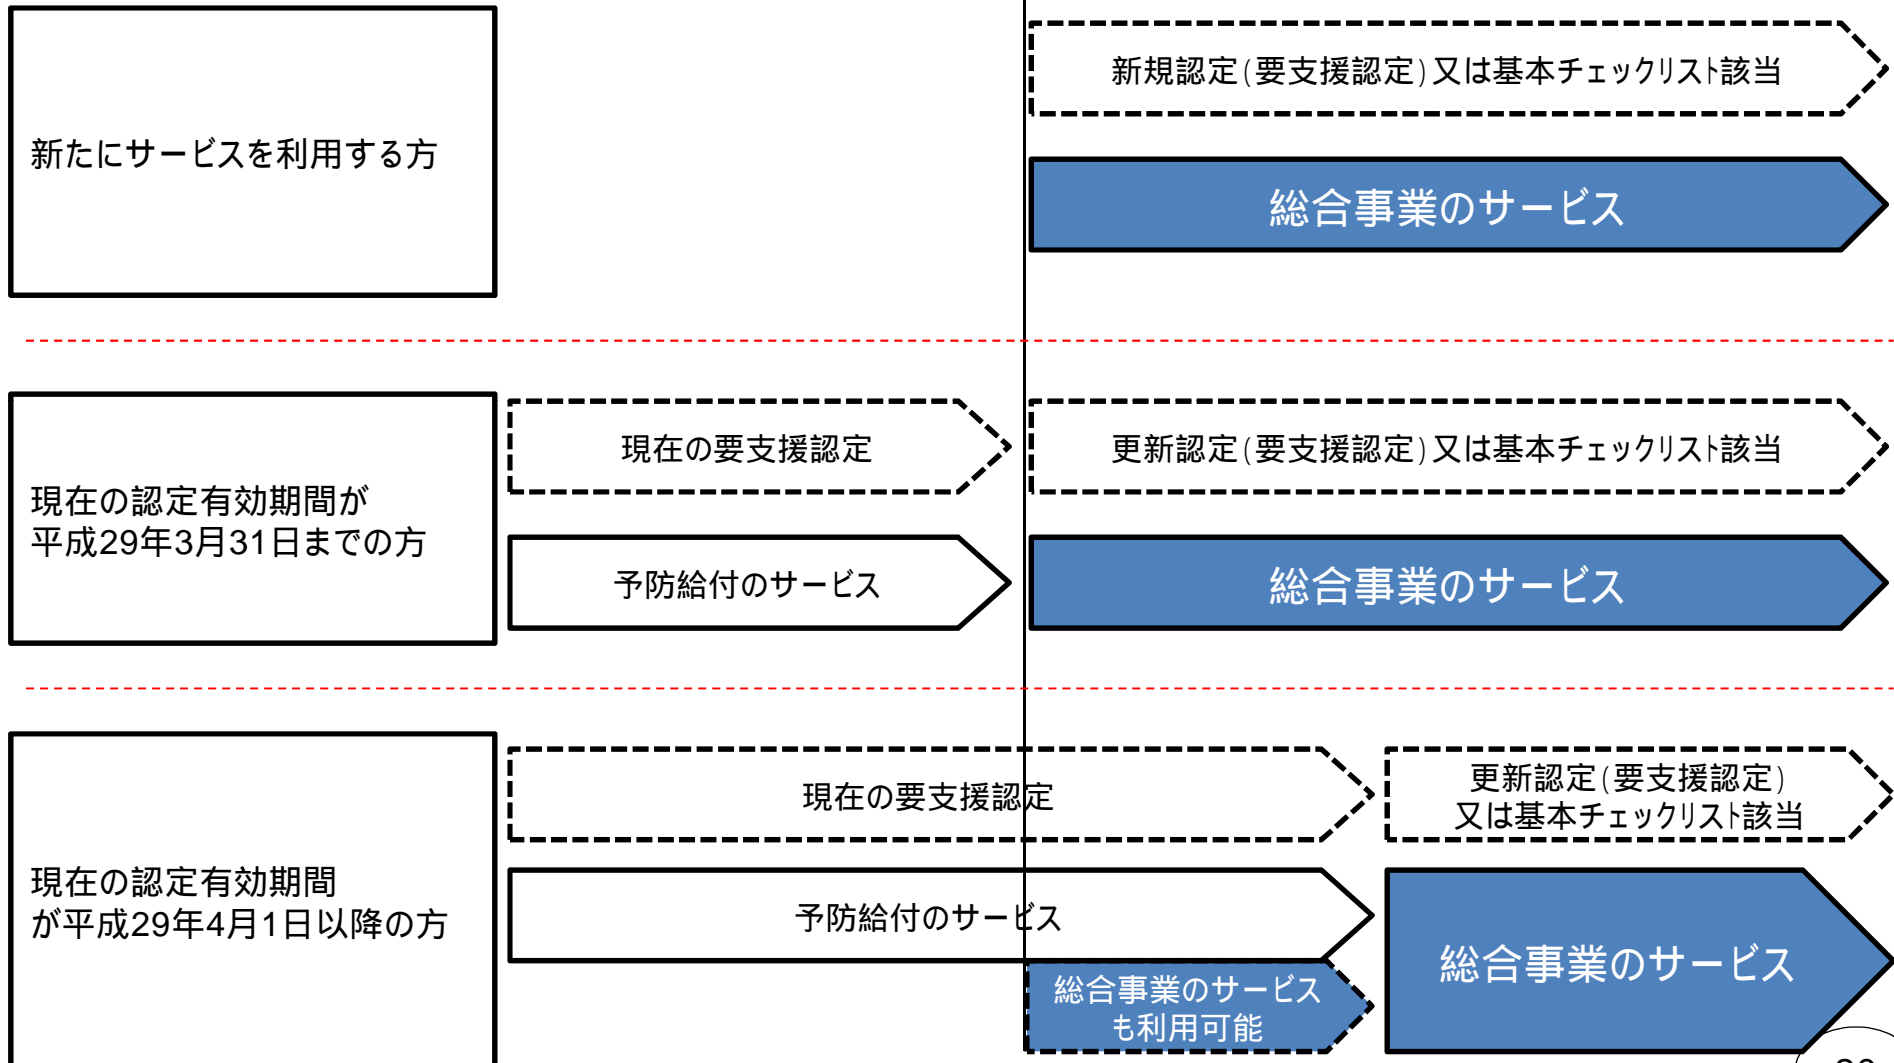 新たにサービスを利用する方
新規認定(要支援認定)又は基本チェックリスト該当
総合事業のサービス
現在の認定有効期間が
平成29年3月31日までの方
現在の要支援認定
更新認定(要支援認定)又は基本チェックリスト該当
予防給付のサービス
総合事業のサービス
現在の認定有効期間
が平成29年4月1日以降の方
現在の要支援認定
更新認定(要支援認定)
又は基本チェックリスト該当
予防給付のサービス
総合事業のサービス
も利用可能
総合事業のサービス